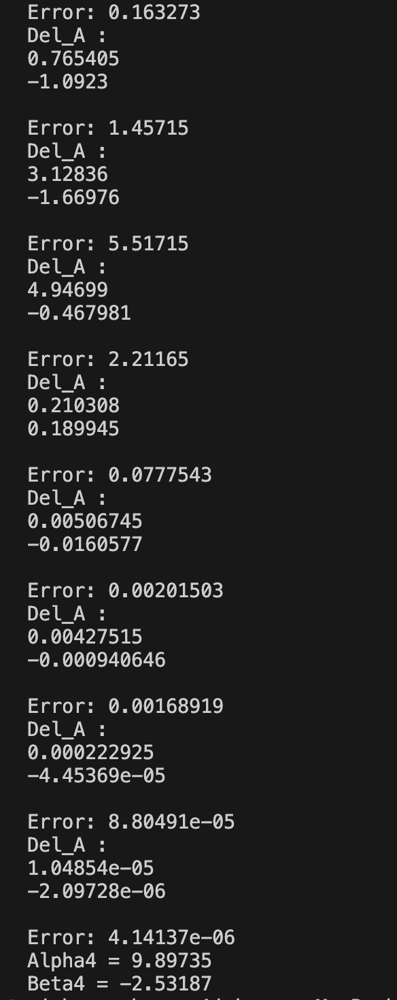 Error: 0.163273
Del_A :
0.765405
-1.0923
Error: 1.45715
Del_A :
3.12836
-1.66976
Error: 5.51715
Del_A :
4.94699
-0.467981
Error: 2.21165
Del_A :
0.210308
0.189945
Error: 0.0777543
Del_A :
0.00506745
-0.0160577
Error: 0.00201503
Del_A :
0.00427515
-0.000940646
Error: 0.00168919
Del_A :
0.000222925
-4.45369e-05
Error: 8.80491e-05
Del_A :
1.04854e-05
-2.09728e-06
Error: 4.14137e-06
Alpha4 = 9.89735
Beta4 = -2.53187